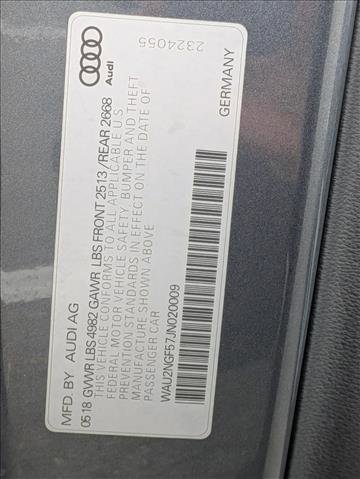 MFD. BY AUDI AG
0518 GVWR LBS 4982 GAWR LBS FRONT 2513 /REAR 2668
THIS VEHICLE CONFORMS TO ALL APPLICABLE U.S.
FEDERAL MOTOR VEHICLE SAFETY, BUMPER AND THEFT
PREVENTION STANDARDS IN EFFECT ON THE DATE OF
MANUFACTURE SHOWN ABOVE
PASSENGER CAR
WAU2NGF57JN020009
GERMANY
Audi
2324055